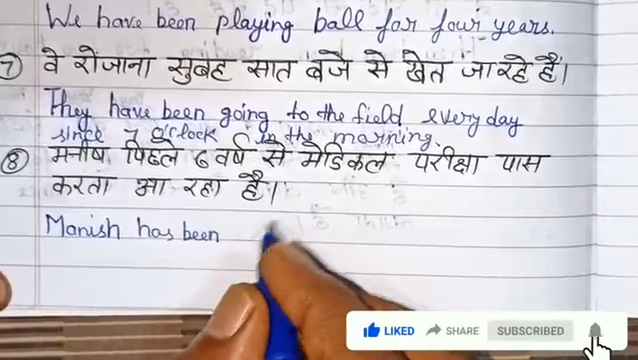 We have been playing ball for four years.
7 वे रोजाना सुबह सात बजे से खेत जा रहे हैं।
They have been going to the field everyday
since 7 o'clock in the morning.
8 मनीष पिछले 6 वर्ष से मेडिकल परीक्षा पास
करता आ रहा है।
Manish has been
LIKED SHARE SUBSCRIBED